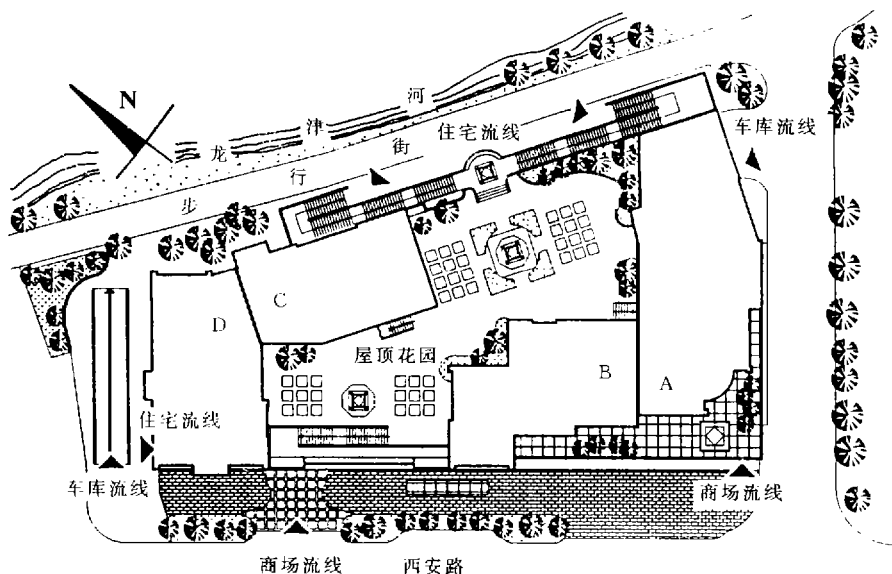 N
龙 津 河
步 行 街
住宅流线
车库流线
C
D
屋顶花园
B
A
住宅流线
车库流线
商场流线
商场流线
西安路